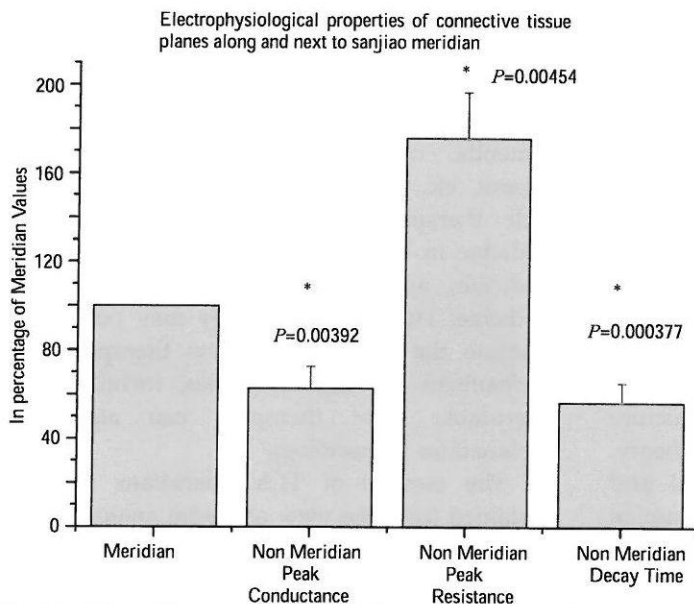 Electrophysiological properties of connective tissue
planes along and next to sanjiao meridian
In percentage of Meridian Values
200
160
120
80
40
0
*
P=0.00392
*
P=0.00454
*
P=0.000377
Meridian
Non Meridian
Peak
Conductance
Non Meridian
Peak
Resistance
Non Meridian
Decay Time